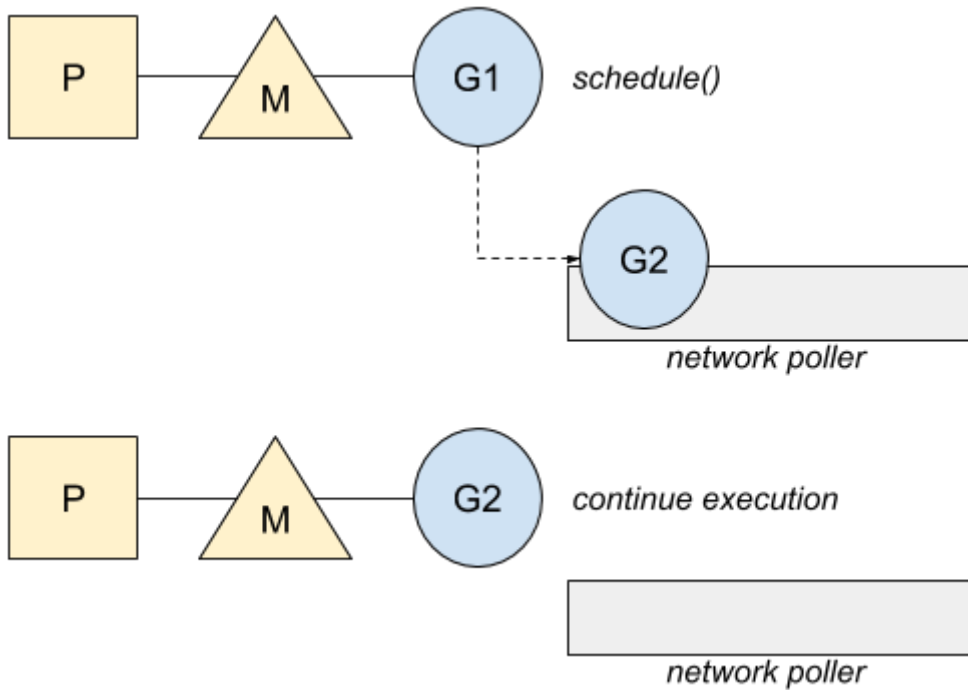 P
M
G1
schedule()
G2
network poller
P
M
G2
continue execution
network poller